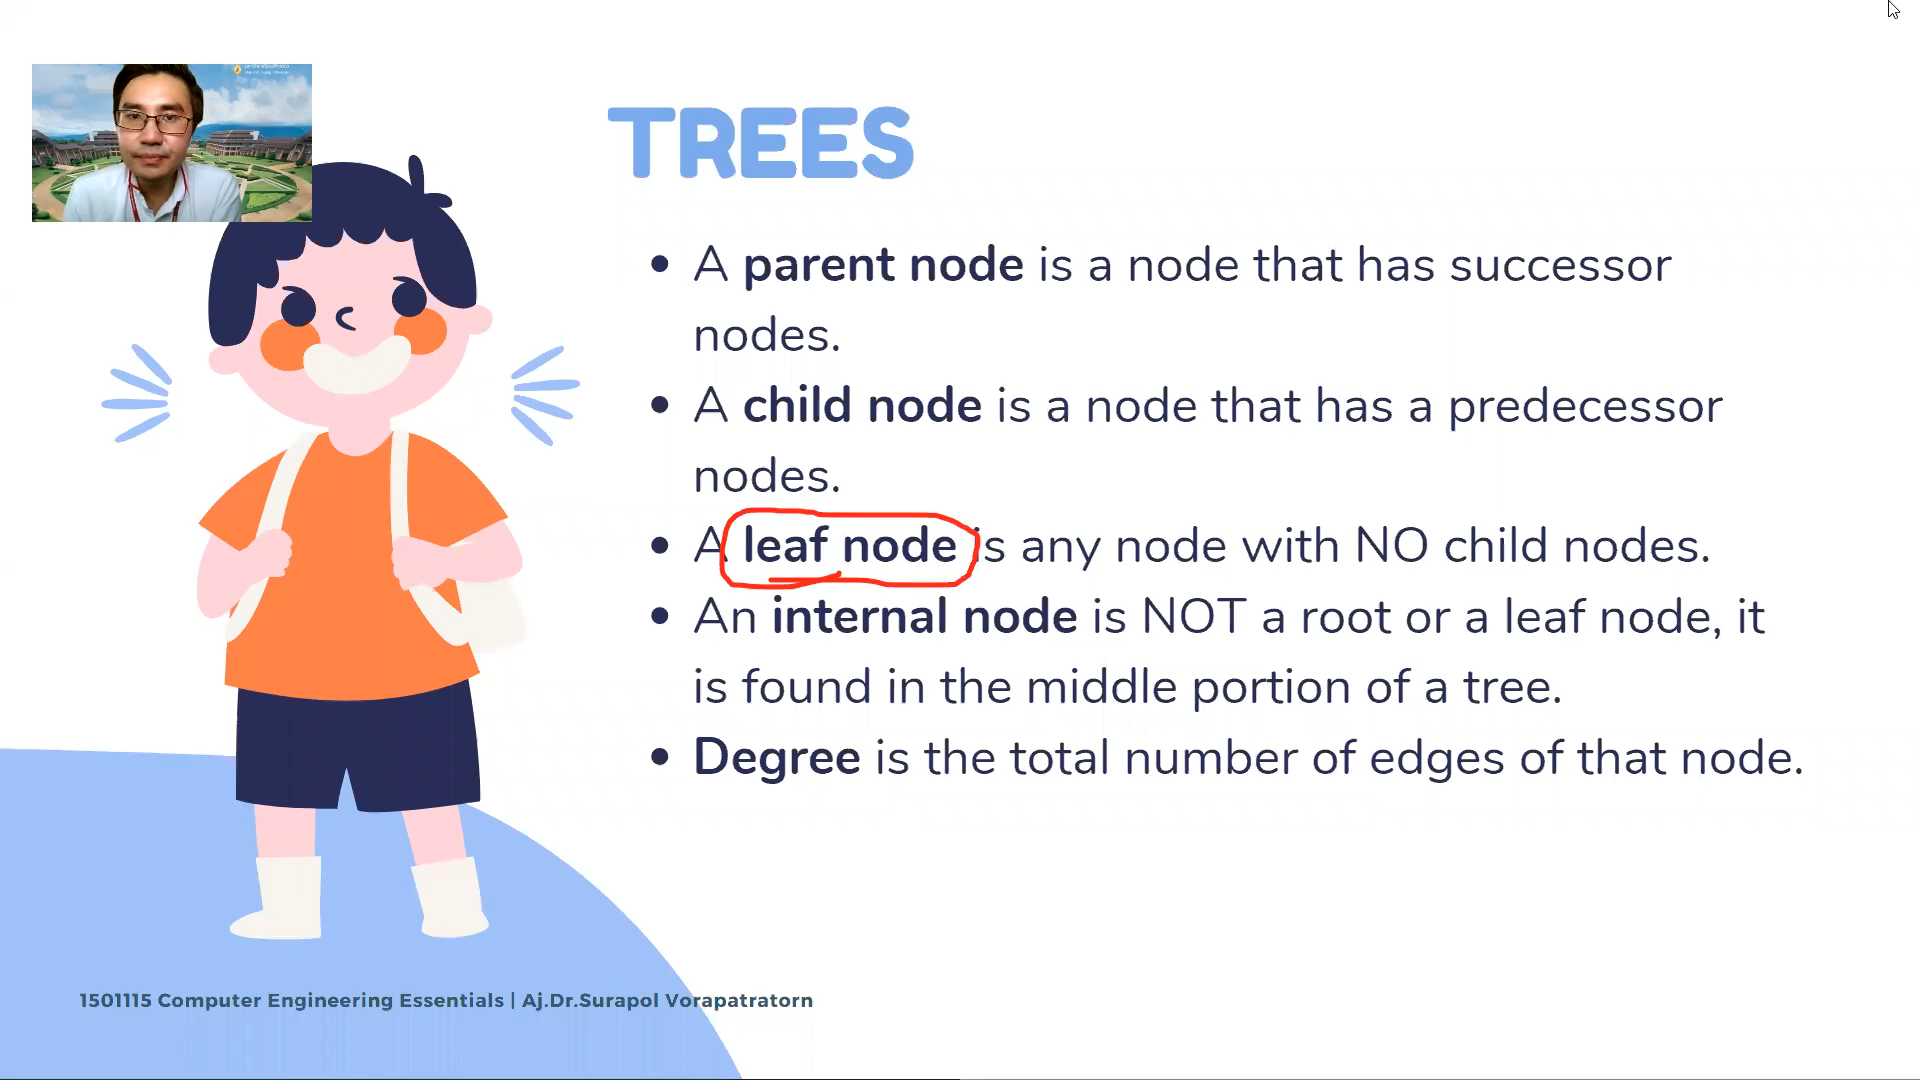 TREES
• A parent node is a node that has successor
nodes.
• A child node is a node that has a predecessor
nodes.
• A leaf node is any node with NO child nodes.
• An internal node is NOT a root or a leaf node, it
is found in the middle portion of a tree.
• Degree is the total number of edges of that node.
1501115 Computer Engineering Essentials | Aj.Dr.Surapol Vorapatratorn